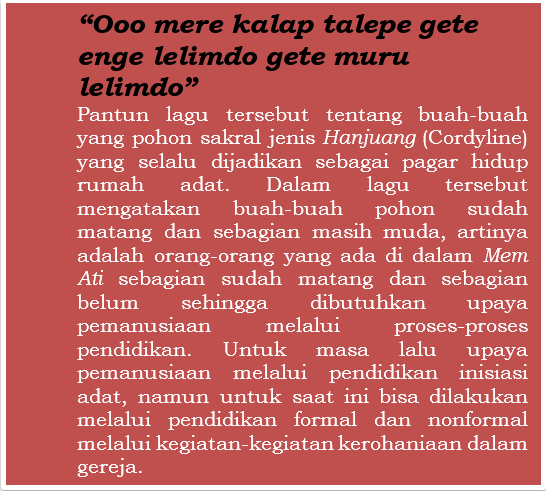 “Ooo mere kalap talepe gete
enge lelimdo gete muru
lelimdo”
Pantun lagu tersebut tentang buah-buah
yang pohon sakral jenis Hanjuang (Cordyline)
yang selalu dijadikan sebagai pagar hidup
rumah adat. Dalam lagu tersebut
mengatakan buah-buah pohon sudah
matang dan sebagian masih muda, artinya
adalah orang-orang yang ada di dalam Mem
Ati sebagian sudah matang dan sebagian
belum sehingga dibutuhkan upaya
pemanusiaan melalui proses-proses
pendidikan. Untuk masa lalu upaya
pemanusiaan melalui pendidikan inisiasi
adat, namun untuk saat ini bisa dilakukan
melalui pendidikan formal dan nonformal
melalui kegiatan-kegiatan kerohaniaan dalam
gereja.